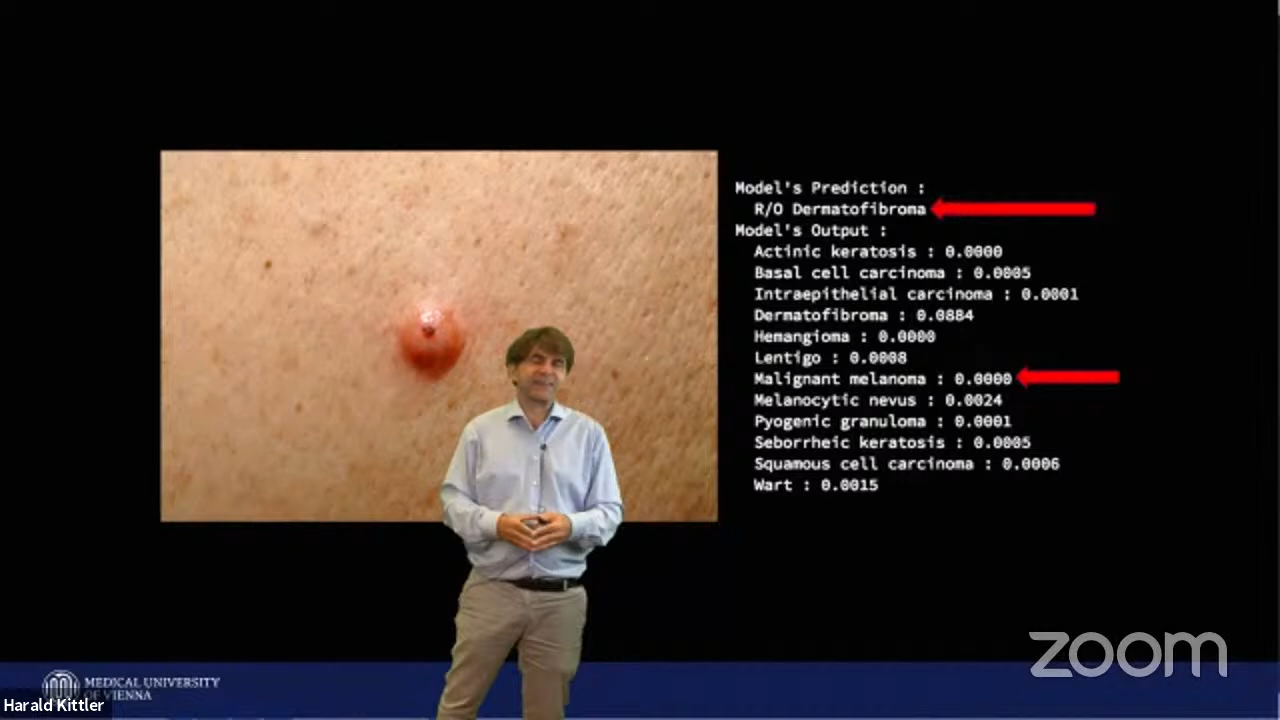 Model's Prediction :
R/O Dermatofibroma
Model's Output :
Actinic keratosis : 0.0000
Basal cell carcinoma : 0.0005
Intraepithelial carcinoma : 0.0001
Dermatofibroma : 0.0884
Hemangioma : 0.0000
Lentigo : 0.0008
Malignant melanoma : 0.0000
Melanocytic nevus : 0.0024
Pyogenic granuloma : 0.0001
Seborrheic keratosis : 0.0005
Squamous cell carcinoma : 0.0006
Wart : 0.0015
zoom
MEDICAL UNIVERSITY
OF VIENNA
Harald Kittler